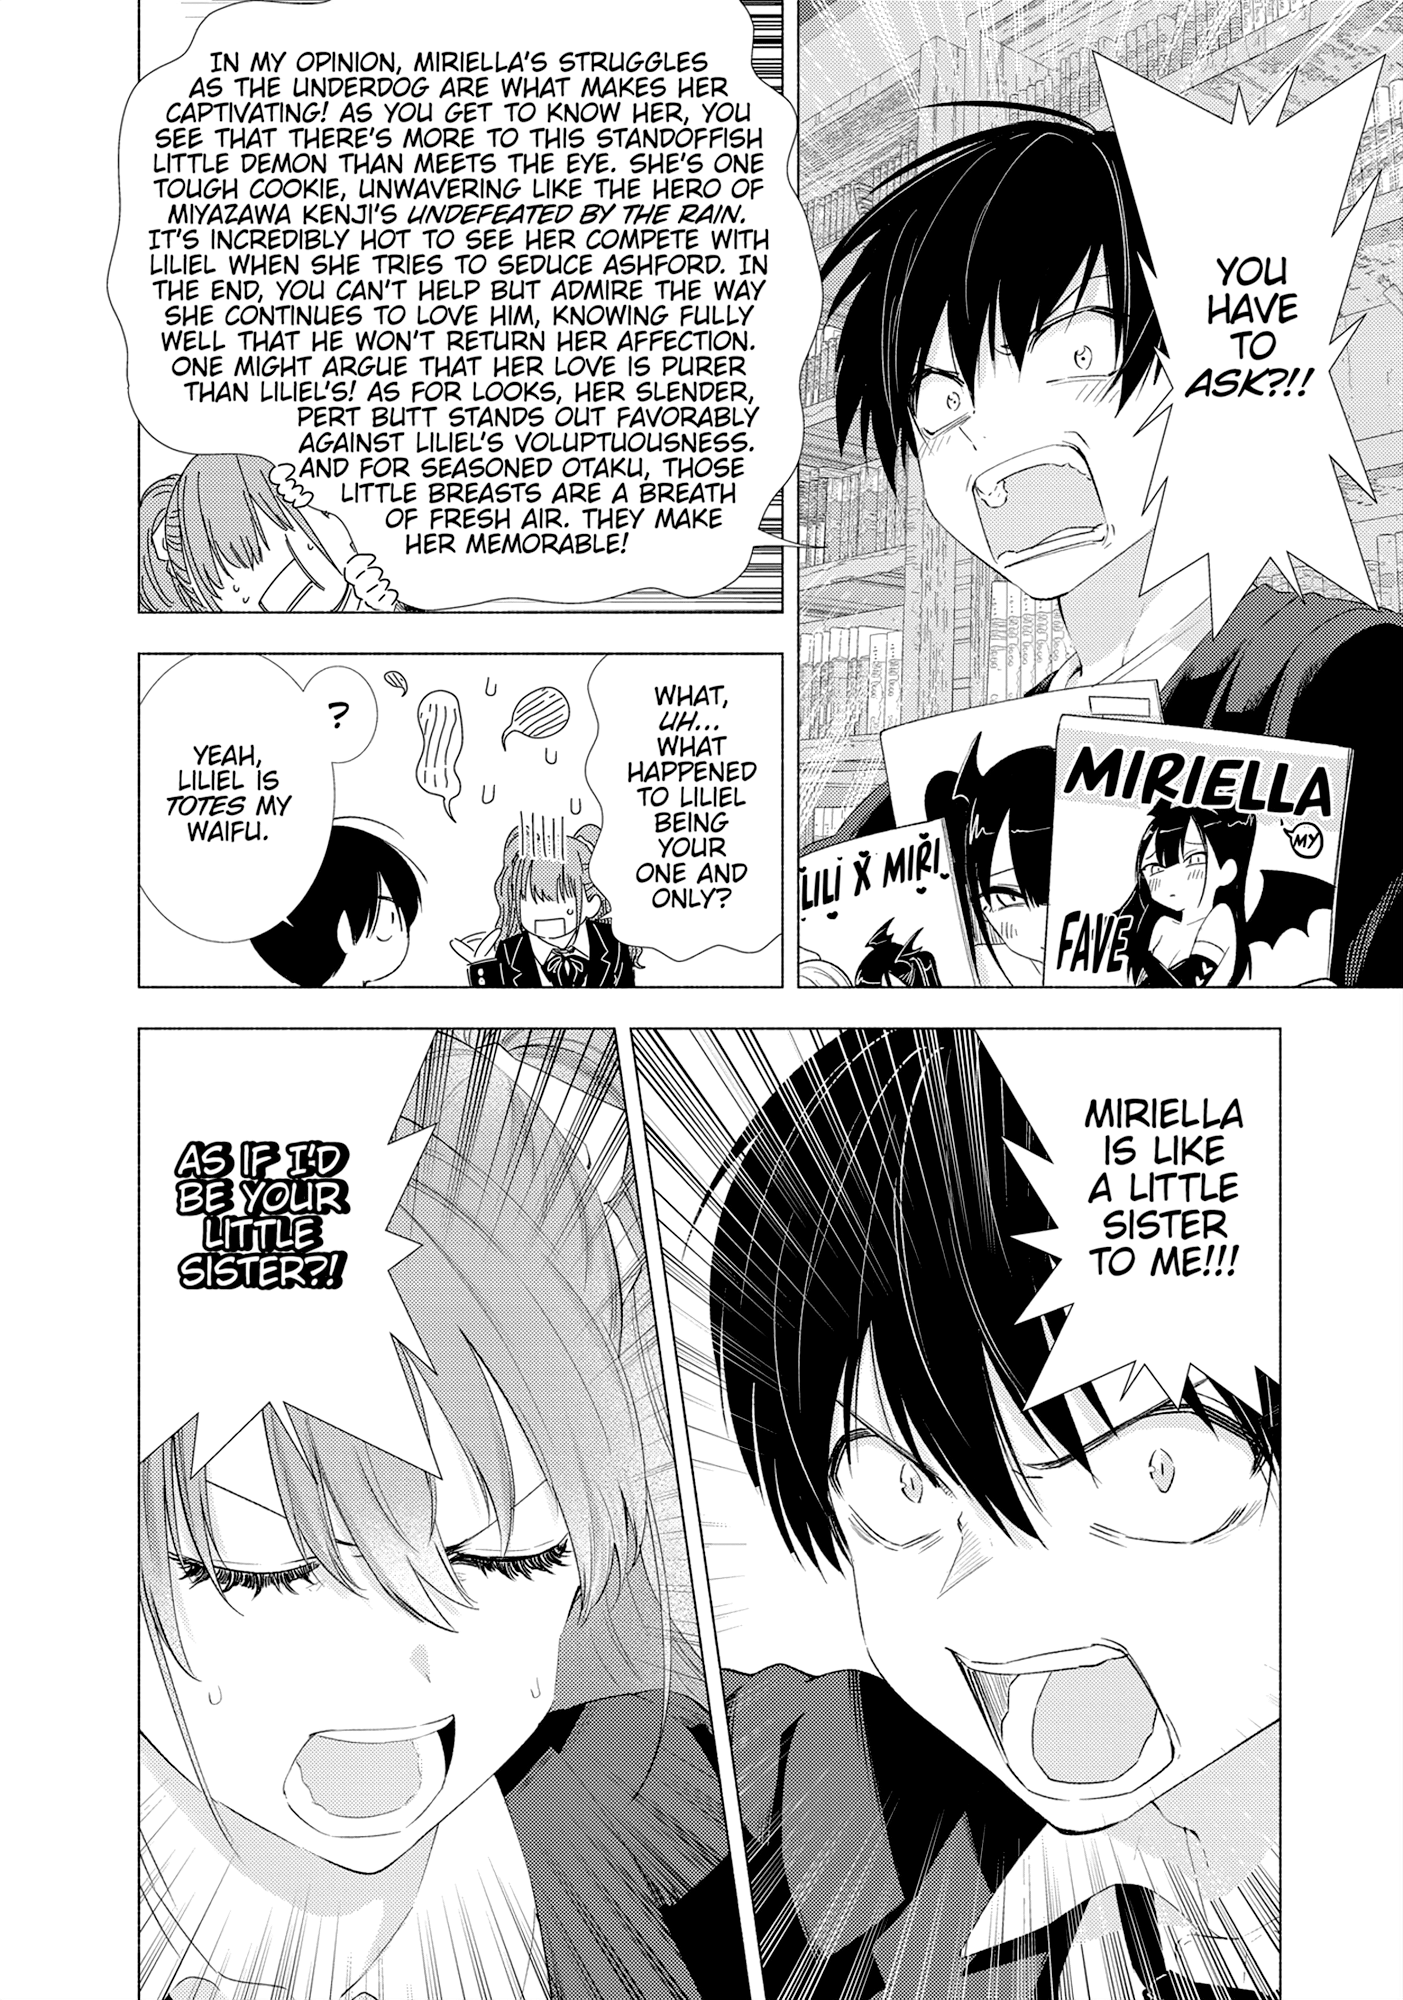 YOU
HAVE
TO
ASK?!!
MIRIELLA
MY
FAVE
LILI X MIRI
IN MY OPINION, MIRIELLA'S STRUGGLES
AS THE UNDERDOG ARE WHAT MAKES HER
CAPTIVATING! AS YOU GET TO KNOW HER, YOU
SEE THAT THERE'S MORE TO THIS STANDOFFISH
LITTLE DEMON THAN MEETS THE EYE. SHE'S ONE
TOUGH COOKIE, UNWAVERING LIKE THE HERO OF
MIYAZAWA KENJI'S UNDEFEATED BY THE RAIN.
IT'S INCREDIBLY HOT TO SEE HER COMPETE WITH
LILIEL WHEN SHE TRIES TO SEDUCE ASHFORD. IN
THE END, YOU CAN'T HELP BUT ADMIRE THE WAY
SHE CONTINUES TO LOVE HIM, KNOWING FULLY
WELL THAT HE WON'T RETURN HER AFFECTION.
ONE MIGHT ARGUE THAT HER LOVE IS PURER
THAN LILIEL'S! AS FOR LOOKS, HER SLENDER,
PERT BUTT STANDS OUT FAVORABLY
AGAINST LILIEL'S VOLUPTUOUSNESS.
AND FOR SEASONED OTAKU, THOSE
LITTLE BREASTS ARE A BREATH
OF FRESH AIR. THEY MAKE
HER MEMORABLE!
WHAT,
UH...
WHAT
HAPPENED
TO LILIEL
BEING
YOUR
ONE AND
ONLY?
?
YEAH,
LILIEL IS
TOTES MY
WAIFU.
MIRIELLA
IS LIKE
A LITTLE
SISTER
TO ME!!!
AS IF I'D
BE YOUR
LITTLE
SISTER?!